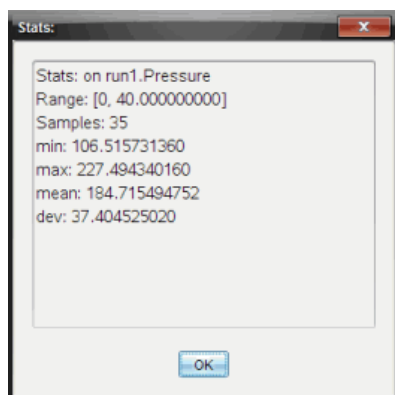 Stats:
Stats: on run1.Pressure
Range: [0, 40.000000000]
Samples: 35
min: 106.515731360
max: 227.494340160
mean: 184.715494752
dev: 37.404525020
OK